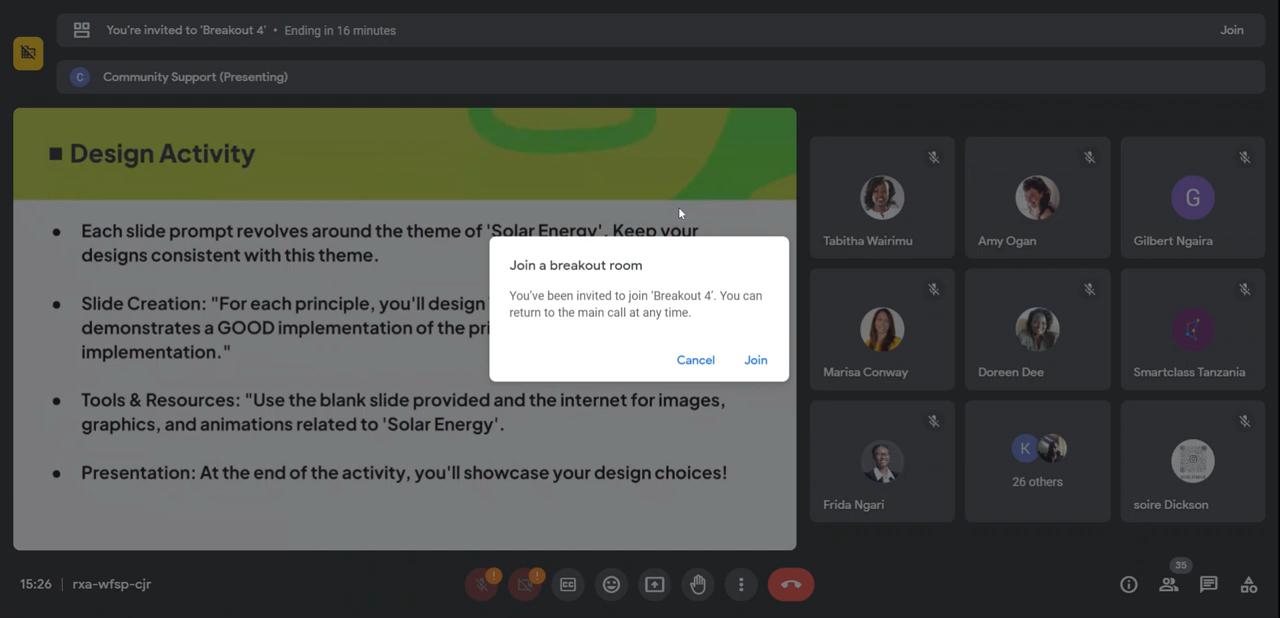 You're invited to 'Breakout 4' • Ending in 16 minutes
Join
C Community Support (Presenting)
■ Design Activity
• Each slide prompt revolves around the theme of 'Solar Energy'. Keep your
designs consistent with this theme.
• Slide Creation: "For each principle, you'll design
demonstrates a GOOD implementation of the pri
implementation."
• Tools & Resources: "Use the blank slide provided and the internet for images,
graphics, and animations related to 'Solar Energy'.
• Presentation: At the end of the activity, you'll showcase your design choices!
Join a breakout room
You've been invited to join 'Breakout 4'. You can
return to the main call at any time.
Cancel Join
G
Tabitha Wairimu Amy Ogan Gilbert Ngaira
Marisa Conway Doreen Dee Smartclass Tanzania
K
26 others
Frida Ngari soire Dickson
15:26 | rxa-wfsp-cjr
! !
CC
35